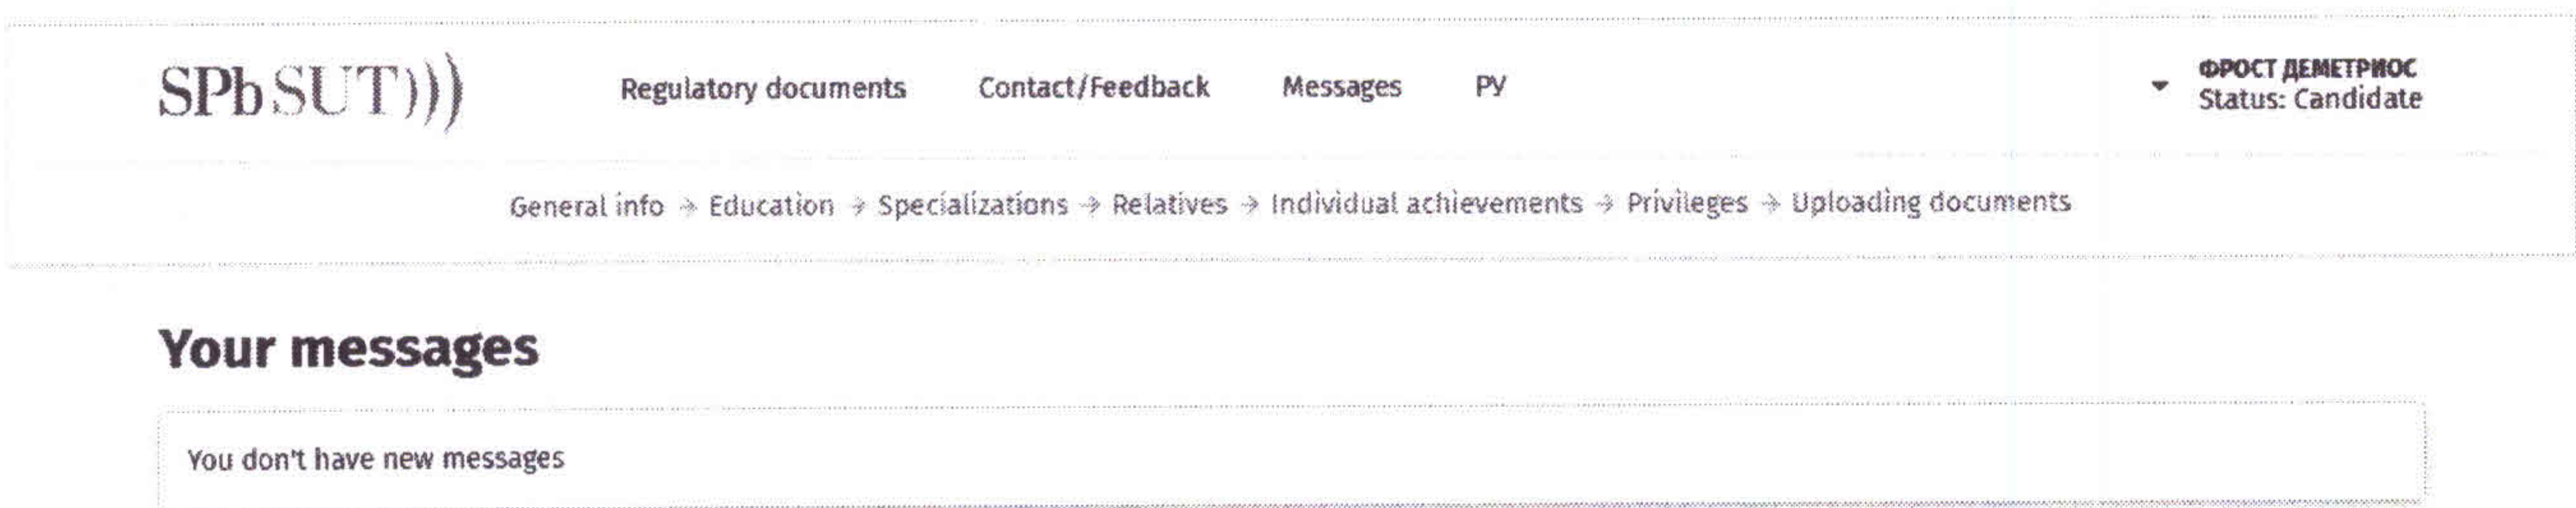 SPbSUT)))
Regulatory documents Contact/Feedback Messages РУ
ФРОСТ ДЕМЕТРИОС
Status: Candidate
General info → Education → Specializations → Relatives → Individual achievements → Privileges → Uploading documents
Your messages
You don't have new messages